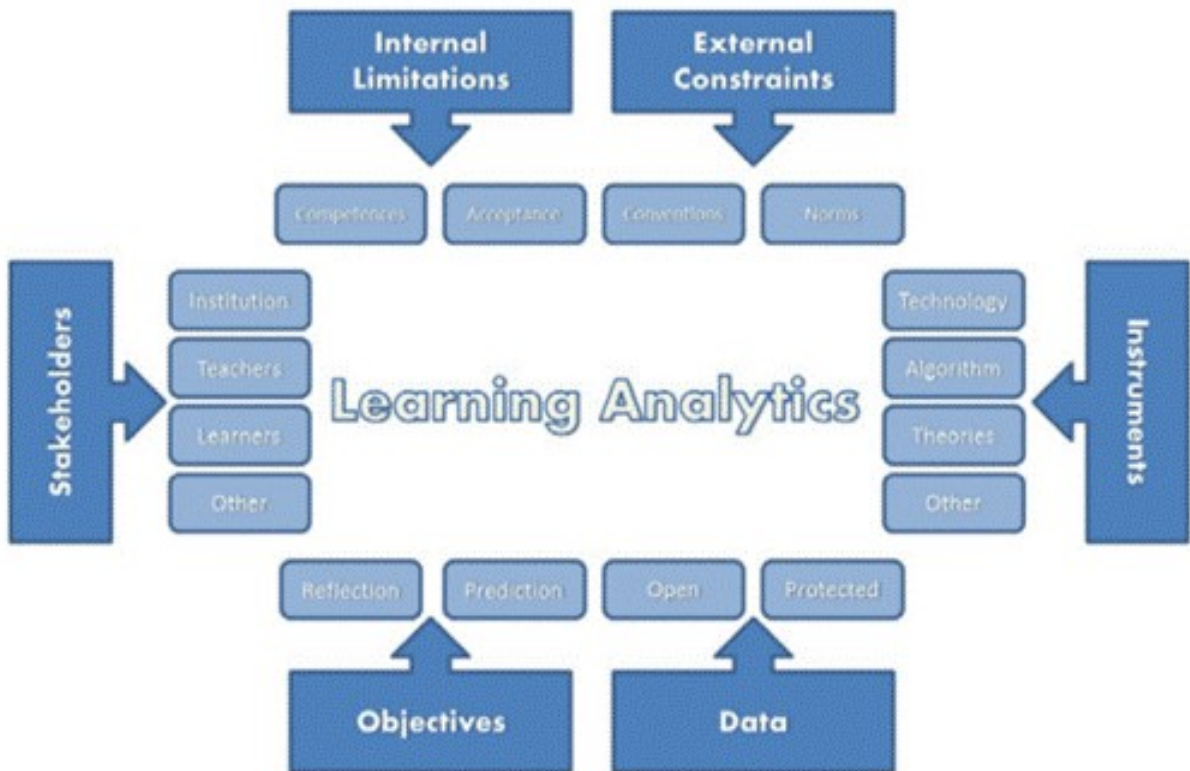 Internal
Limitations
External
Constraints
Competences
Acceptance
Conventions
Norms
Stakeholders
Institution
Teachers
Learners
Other
Learning Analytics
Technology
Algorithm
Theories
Other
Instruments
Reflection
Prediction
Open
Protected
Objectives
Data